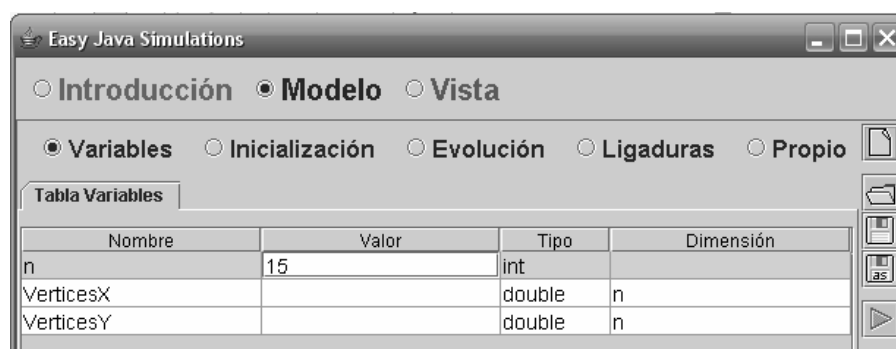 Easy Java Simulations
Introducción Modelo Vista
Variables Inicialización Evolución Ligaduras Propio
Tabla Variables
Nombre Valor Tipo Dimensión
n 15 int
VerticesX double n
VerticesY double n
as